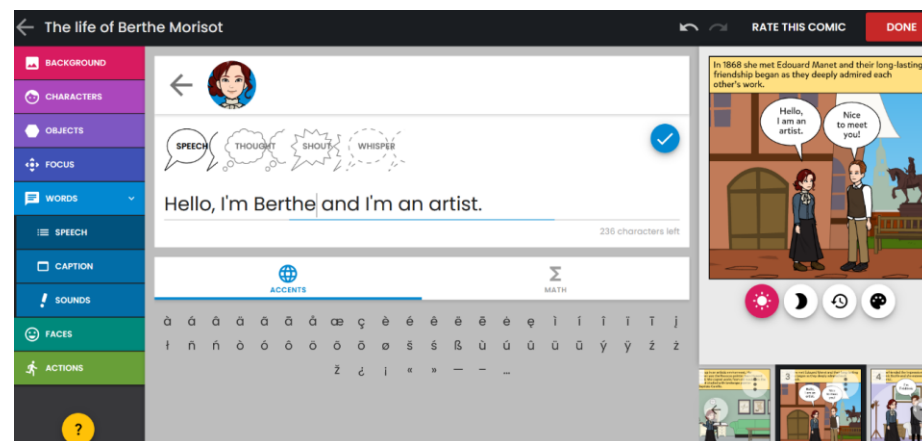 The life of Berthe Morisot
RATE THIS COMIC
DONE
BACKGROUND
CHARACTERS
OBJECTS
FOCUS
WORDS
SPEECH
CAPTION
SOUNDS
FACES
ACTIONS
?
SPEECH
THOUGHT
SHOUT
WHISPER
Hello, I'm Berthe and I'm an artist.
236 characters left
ACCENTS
Σ
MATH
à á â ä ã ā å æ ç è é ê ë ē ė ę ì í î ï ī į
ł ñ ń ò ó ô ö õ ō ø š ś ß ù ú û ü ū ý ÿ ž ż
ž ¿ ¡ « » — – …
In 1868 she met Edouard Manet and their long-lasting
friendship began as they deeply admired each
other's work.
Hello,
I am an
artist.
Nice
to meet
you!
3
4